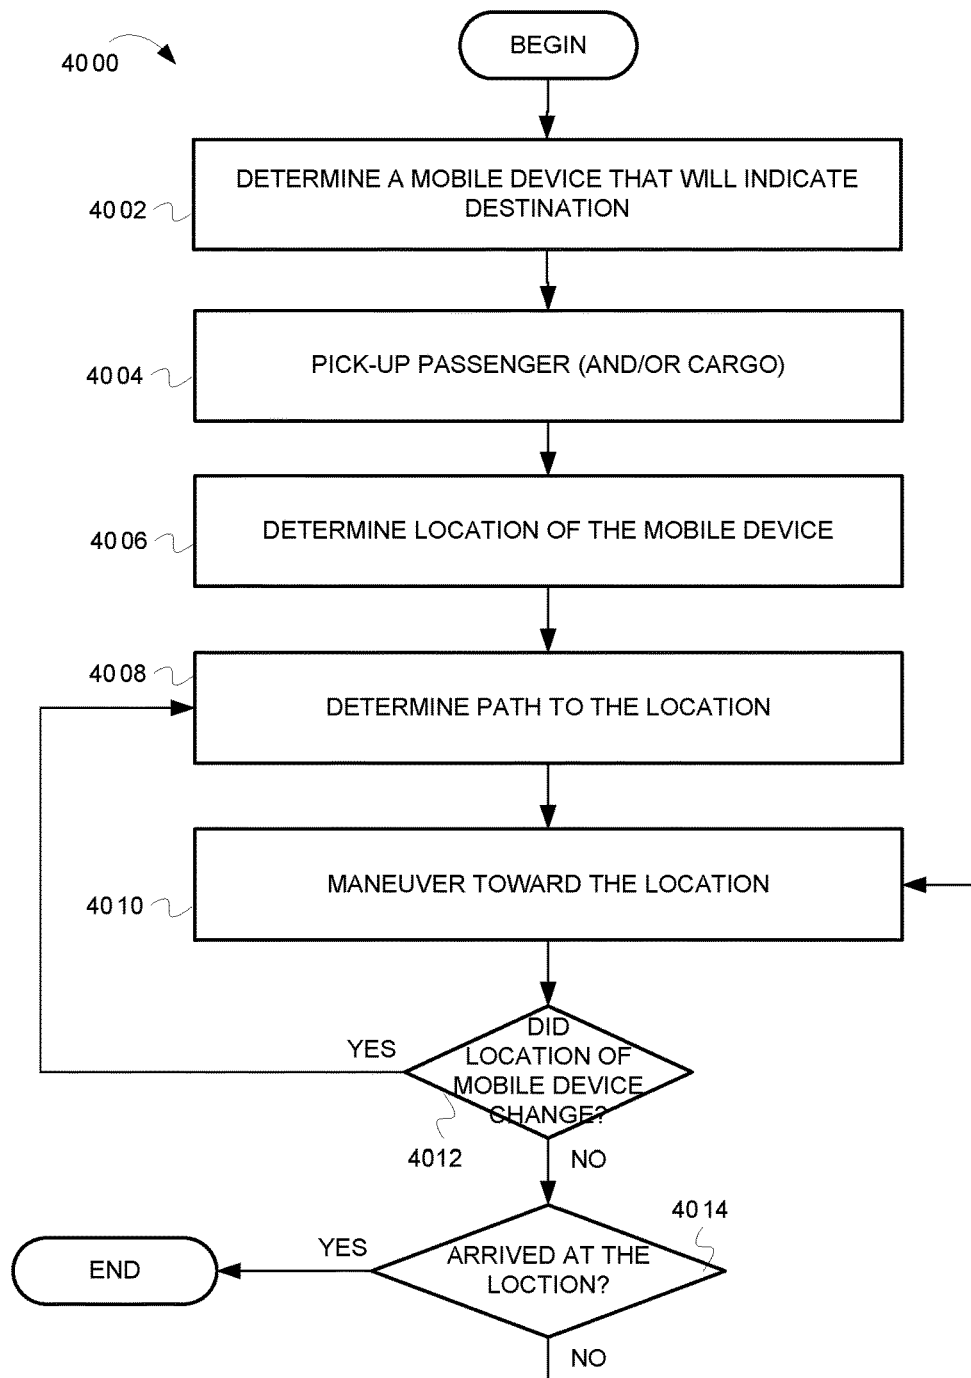 BEGIN
4000
DETERMINE A MOBILE DEVICE THAT WILL INDICATE
DESTINATION
4002
PICK-UP PASSENGER (AND/OR CARGO)
4004
DETERMINE LOCATION OF THE MOBILE DEVICE
4006
4008
DETERMINE PATH TO THE LOCATION
MANEUVER TOWARD THE LOCATION
4010
DID
LOCATION OF
MOBILE DEVICE
CHANGE?
YES
4012
NO
4014
ARRIVED AT THE
LOCTION?
YES
END
NO